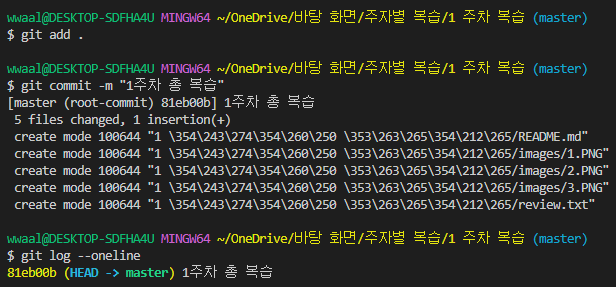 wwaal@DESKTOP-SDFHA4U MINGW64 ~/OneDrive/바탕 화면/주자별 복습/1 주차 복습 (master)
$ git add .
wwaal@DESKTOP-SDFHA4U MINGW64 ~/OneDrive/바탕 화면/주자별 복습/1 주차 복습 (master)
$ git commit -m "1주차 총 복습"
[master (root-commit) 81eb00b] 1주차 총 복습
5 files changed, 1 insertion(+)
create mode 100644 "1 \354\243\274\354\260\250 \353\263\265\354\212\265/README.md"
create mode 100644 "1 \354\243\274\354\260\250 \353\263\265\354\212\265/images/1.PNG"
create mode 100644 "1 \354\243\274\354\260\250 \353\263\265\354\212\265/images/2.PNG"
create mode 100644 "1 \354\243\274\354\260\250 \353\263\265\354\212\265/images/3.PNG"
create mode 100644 "1 \354\243\274\354\260\250 \353\263\265\354\212\265/review.txt"
wwaal@DESKTOP-SDFHA4U MINGW64 ~/OneDrive/바탕 화면/주자별 복습/1 주차 복습 (master)
$ git log --oneline
81eb00b (HEAD -> master) 1주차 총 복습